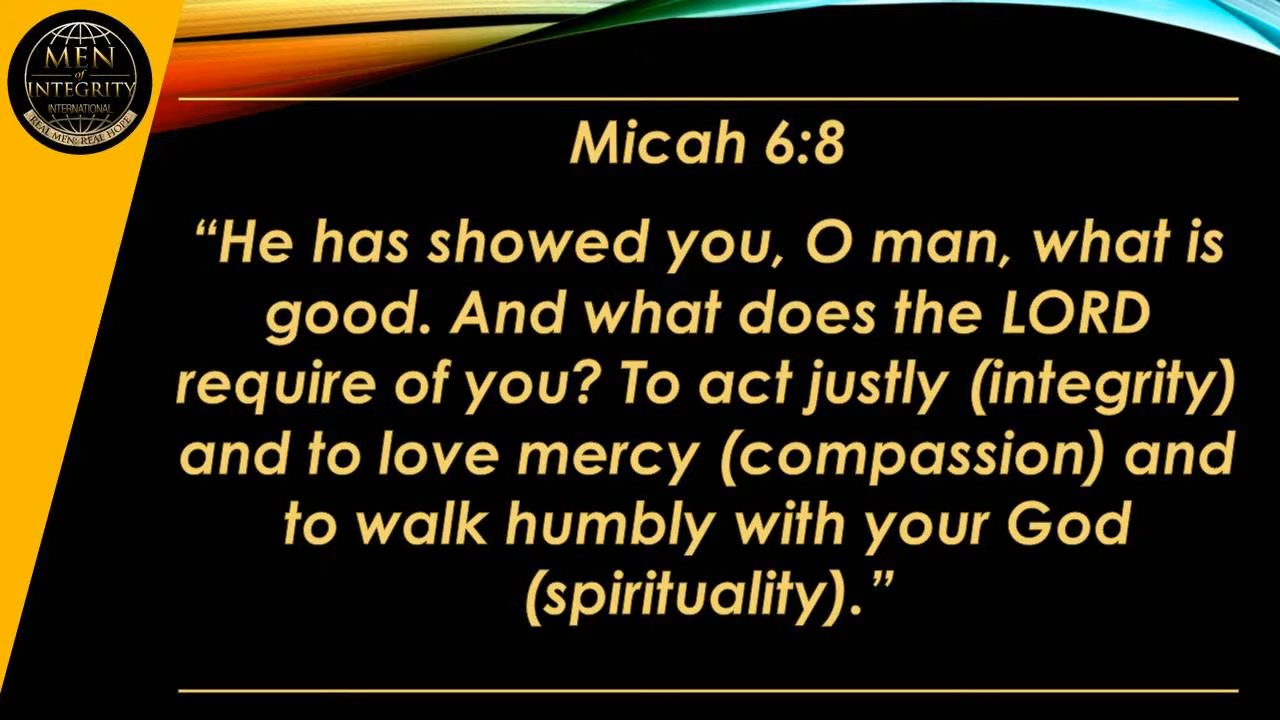 MEN
of
INTEGRITY
INTERNATIONAL
REAL MEN: REAL HOPE
Micah 6:8
“He has showed you, O man, what is
good. And what does the LORD
require of you? To act justly (integrity)
and to love mercy (compassion) and
to walk humbly with your God
(spirituality).”